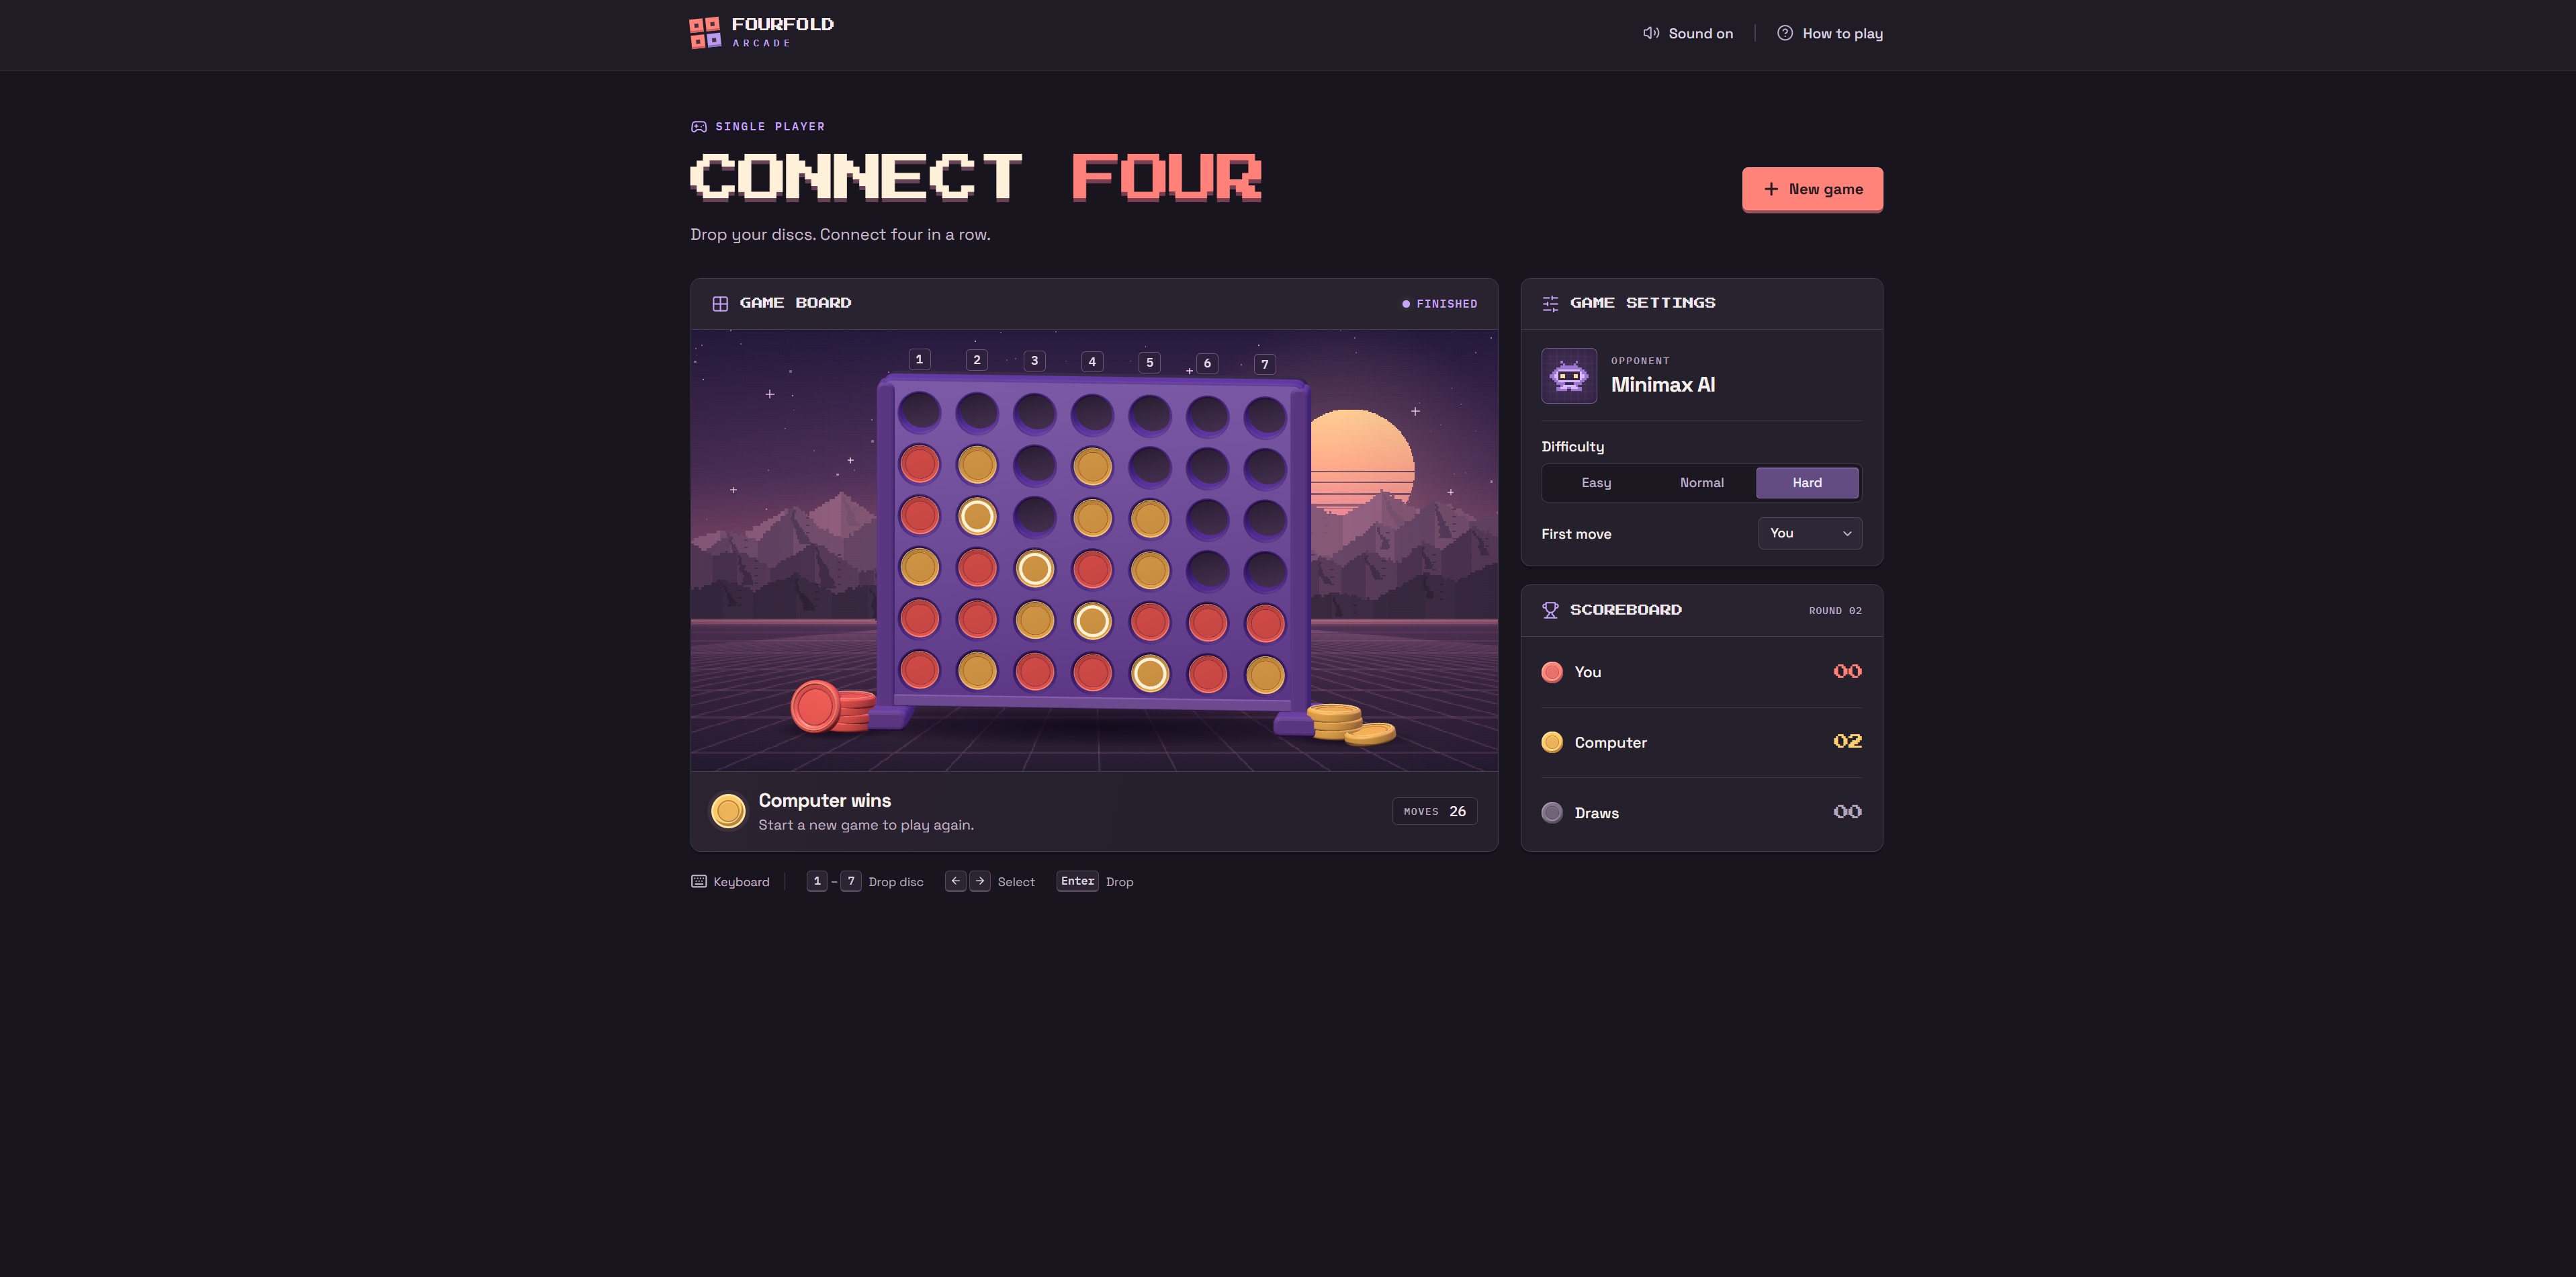 FOURFOLD
ARCADE
Sound on
How to play
SINGLE PLAYER
CONNECT FOUR
New game
Drop your discs. Connect four in a row.
GAME BOARD
FINISHED
1 2 3 4 5 6 7
Computer wins
Start a new game to play again.
MOVES 26
GAME SETTINGS
OPPONENT
Minimax AI
Difficulty
Easy Normal Hard
First move You
SCOREBOARD ROUND 02
You 00
Computer 02
Draws 00
Keyboard 1 – 7 Drop disc ← → Select Enter Drop